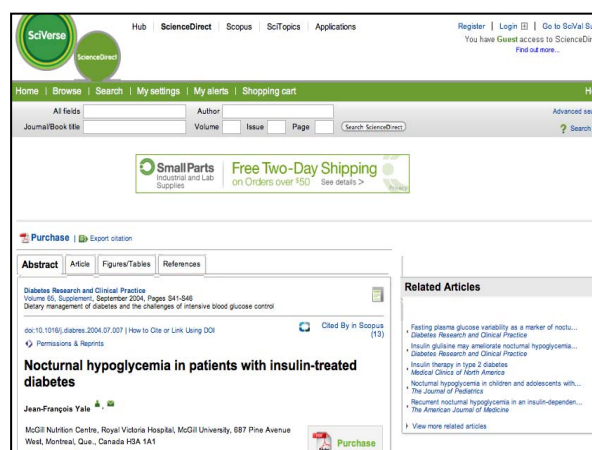 SciVerse
ScienceDirect
Hub ScienceDirect Scopus SciTopics Applications
Register | Login | Go to SciVal Su
You have Guest access to ScienceDir
Find out more...
Home | Browse | Search | My settings | My alerts | Shopping cart
All fields Author Advanced sea
Journal/Book title Volume Issue Page Search ScienceDirect ? Search
SmallParts
Industrial and Lab
Supplies
Free Two-Day Shipping
on Orders over $50 See details >
Privacy
Purchase | Export citation
Abstract Article Figures/Tables References
Diabetes Research and Clinical Practice
Volume 65, Supplement, September 2004, Pages S41-S46
Dietary management of diabetes and the challenges of intensive blood glucose control
doi:10.1016/j.diabres.2004.07.007 | How to Cite or Link Using DOI
Permissions & Reprints
Cited By in Scopus
(13)
Nocturnal hypoglycemia in patients with insulin-treated
diabetes
Jean-François Yale
McGill Nutrition Centre, Royal Victoria Hospital, McGill University, 687 Pine Avenue
West, Montreal, Que., Canada H3A 1A1
PDF Purchase
Related Articles
Fasting plasma glucose variability as a marker of noctu...
Diabetes Research and Clinical Practice
Insulin glulisine may ameliorate nocturnal hypoglycemia...
Diabetes Research and Clinical Practice
Insulin therapy in type 2 diabetes
Medical Clinics of North America
Nocturnal hypoglycemia in children and adolescents with...
The Journal of Pediatrics
Recurrent nocturnal hypoglycemia in an insulin-dependen...
The American Journal of Medicine
View more related articles